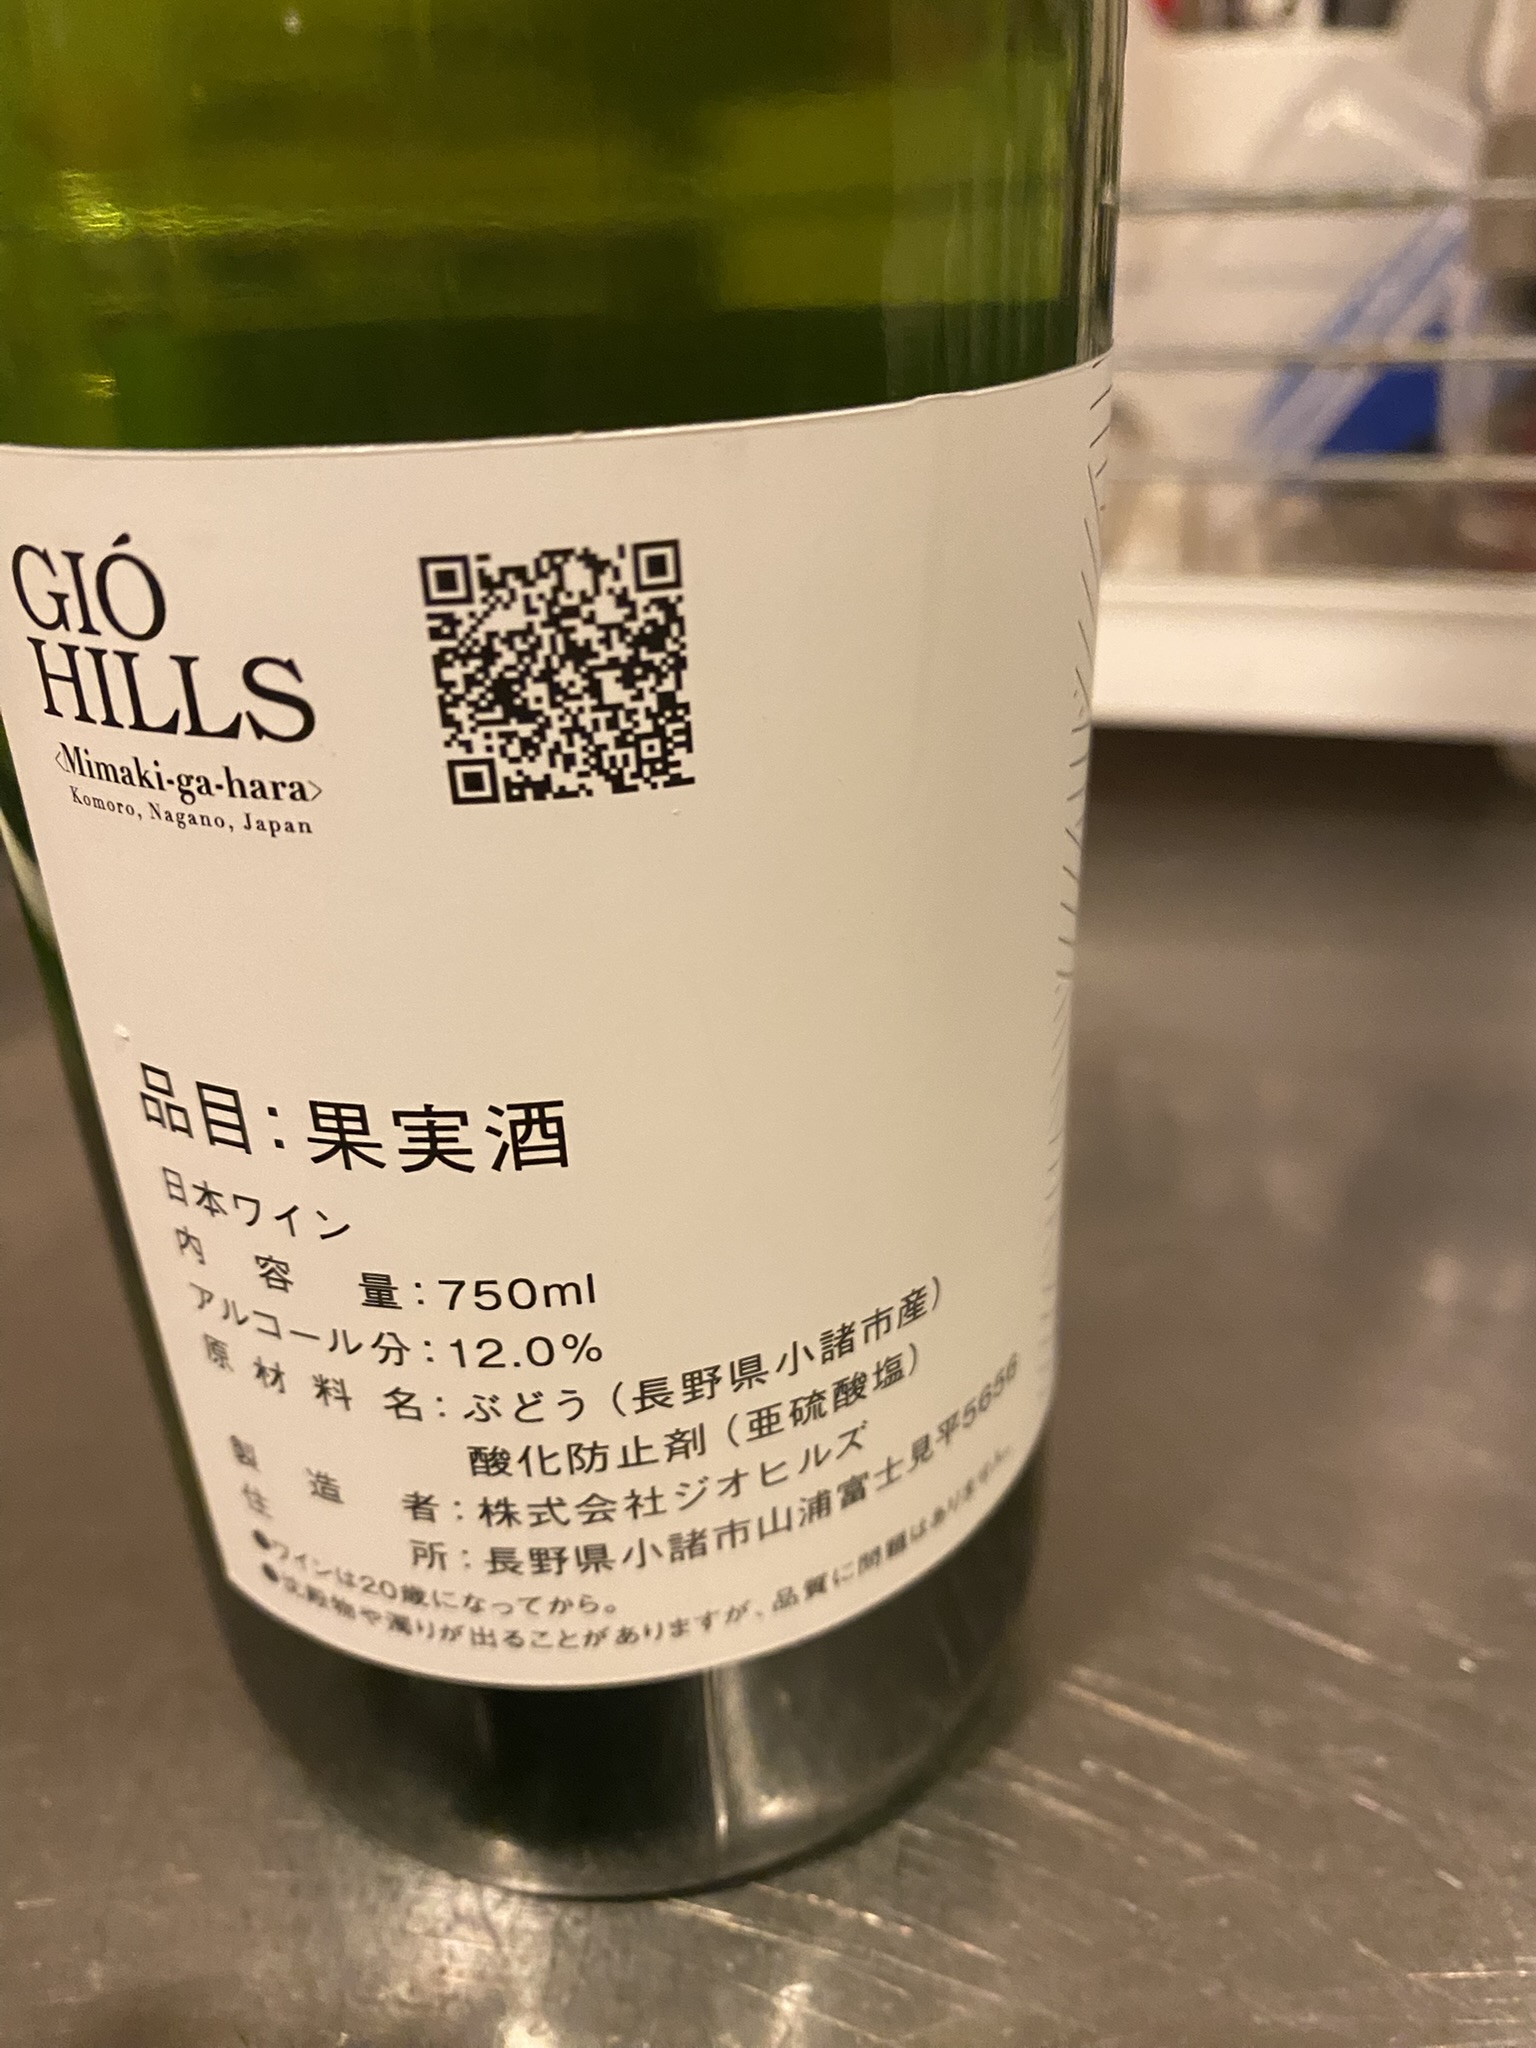 GIÓ
HILLS
〈Mimaki-ga-hara〉
Komoro, Nagano, Japan
品目：果実酒
日本ワイン
内容量：750ml
アルコール分：12.0%
原材料名：ぶどう（長野県小諸市産）
酸化防止剤（亜硫酸塩）
製造者：株式会社ジオヒルズ
住所：長野県小諸市山浦富士見平5656
●ワインは20歳になってから。
●沈殿物や濁りが出ることがありますが、品質に問題はありません。